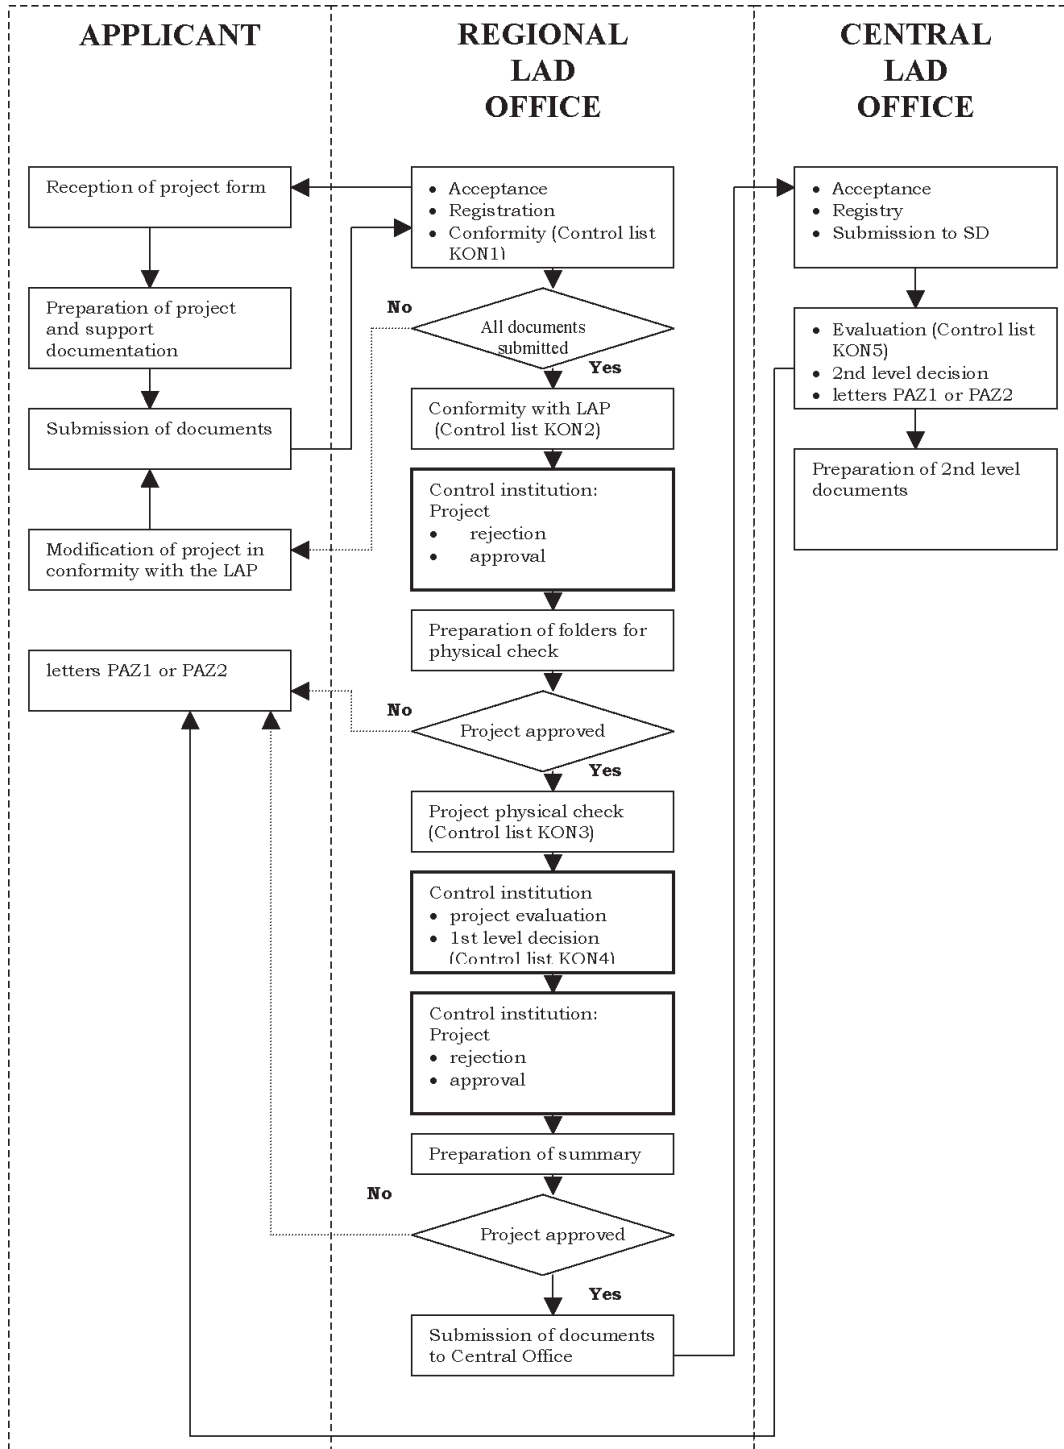 APPLICANT
REGIONAL
LAD
OFFICE
CENTRAL
LAD
OFFICE
Reception of project form
Preparation of project
and support
documentation
Submission of documents
Modification of project in
conformity with the LAP
letters PAZ1 or PAZ2
• Acceptance
• Registration
• Conformity (Control list
KON1)
No
All documents
submitted
Yes
Conformity with LAP
(Control list KON2)
Control institution:
Project
• rejection
• approval
Preparation of folders for
physical check
No
Project approved
Yes
Project physical check
(Control list KON3)
Control institution
• project evaluation
• 1st level decision
(Control list KON4)
Control institution:
Project
• rejection
• approval
Preparation of summary
No
Project approved
Yes
Submission of documents
to Central Office
• Acceptance
• Registry
• Submission to SD
• Evaluation (Control list
KON5)
• 2nd level decision
• letters PAZ1 or PAZ2
Preparation of 2nd level
documents